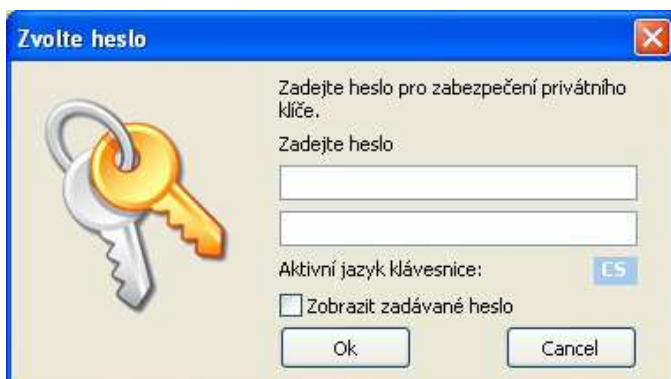 Zvolte heslo
Zadejte heslo pro zabezpečení privátního
klíče.
Zadejte heslo
Aktivní jazyk klávesnice: CS
Zobrazit zadávané heslo
Ok Cancel